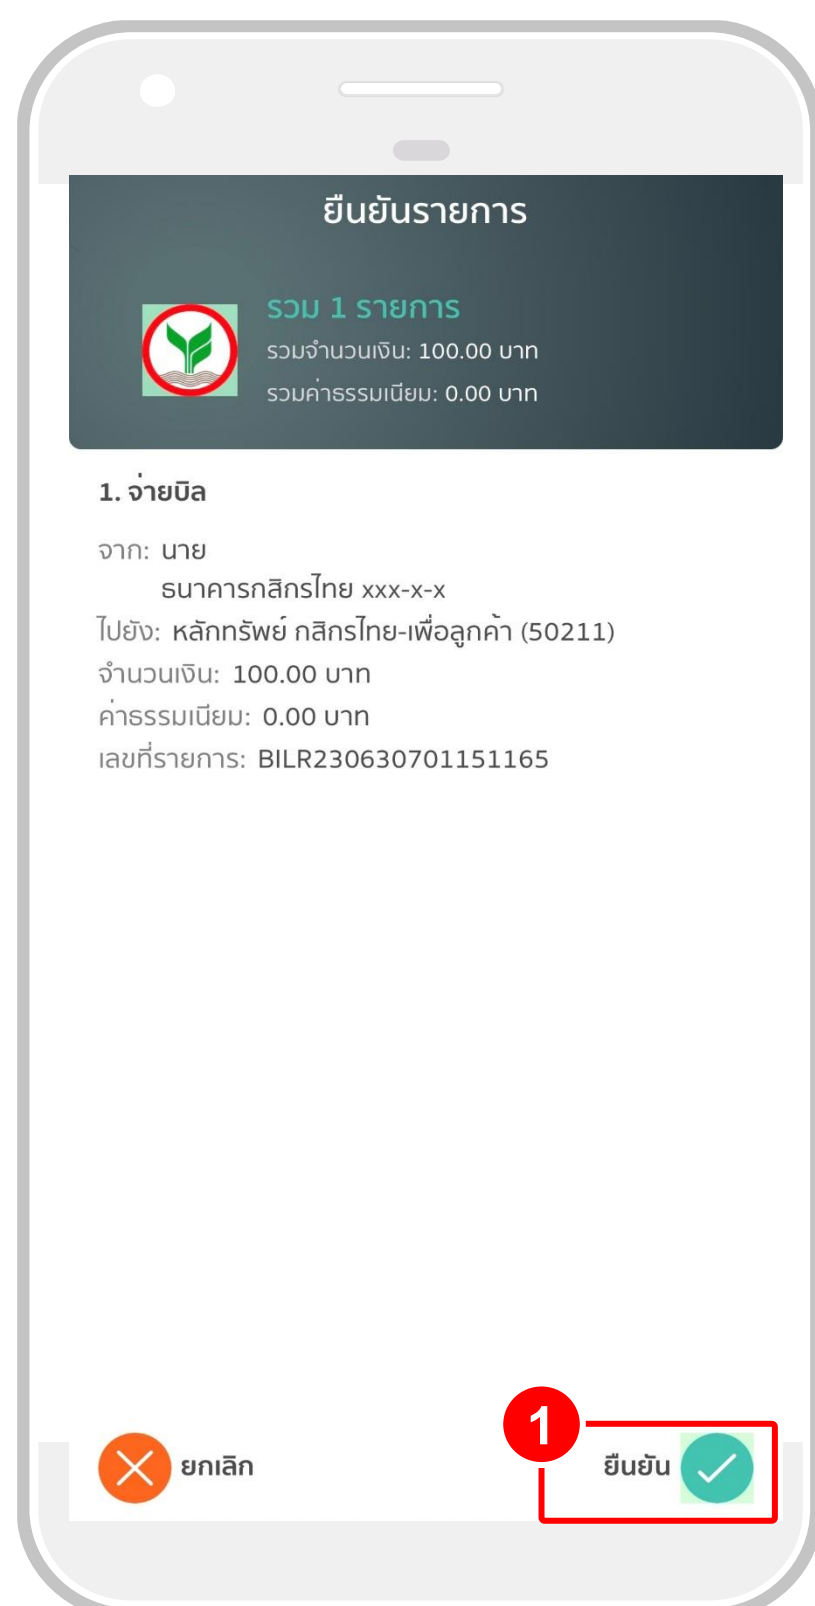 ยืนยันรายการ
รวม 1 รายการ
รวมจำนวนเงิน: 100.00 บาท
รวมค่าธรรมเนียม: 0.00 บาท
1. จ่ายบิล
จาก: นาย
ธนาคารกสิกรไทย xxx-x-x
ไปยัง: หลักทรัพย์ กสิกรไทย-เพื่อลูกค้า (50211)
จำนวนเงิน: 100.00 บาท
ค่าธรรมเนียม: 0.00 บาท
เลขที่รายการ: BILR230630701151165
1
ยกเลิก
ยืนยัน